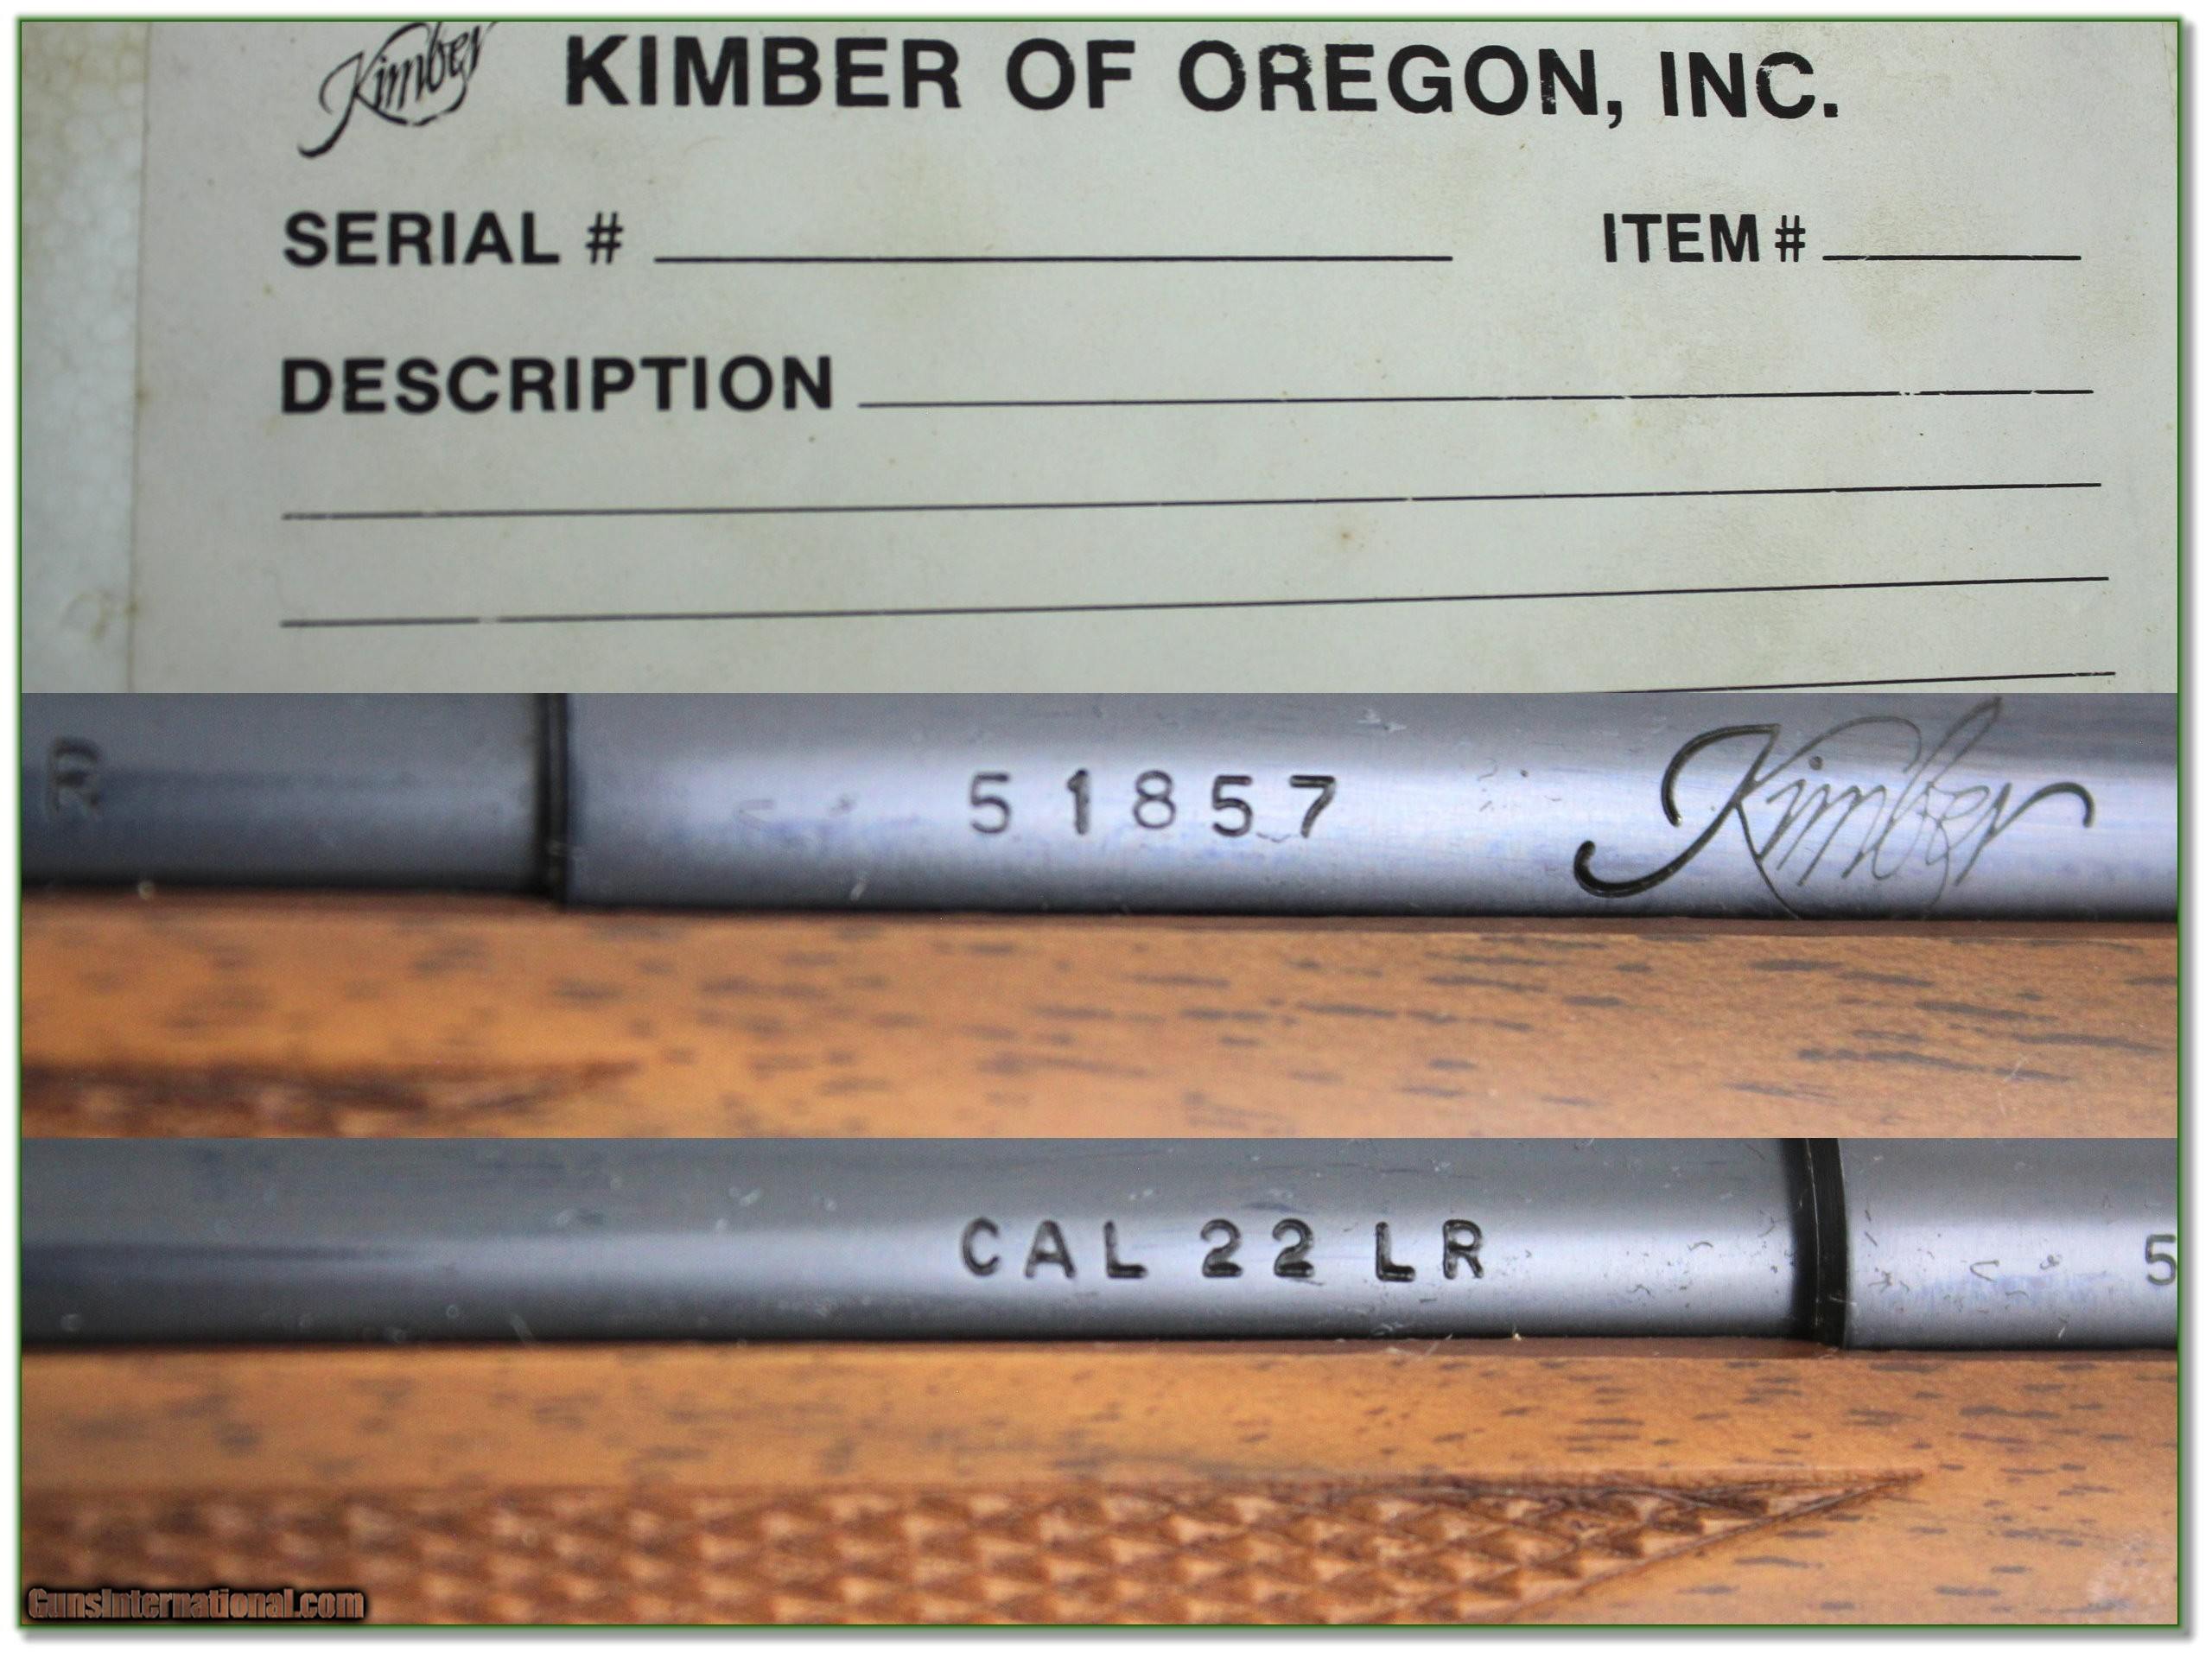 Kimber KIMBER OF OREGON, INC.
SERIAL # ITEM #
DESCRIPTION
R 51857 Kimber
CAL 22 LR 5
GunsInternational.com